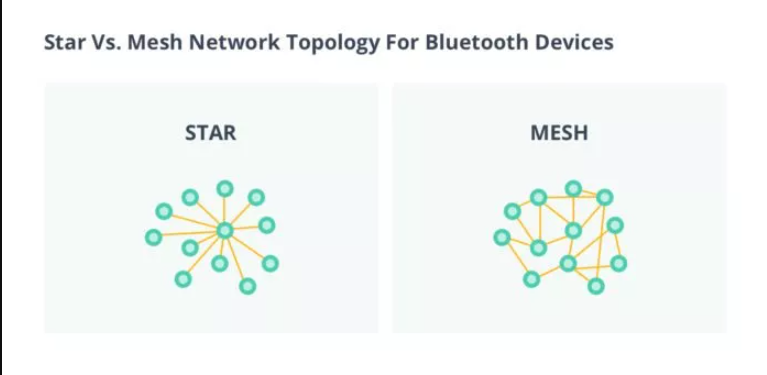 Star Vs. Mesh Network Topology For Bluetooth Devices
STAR
MESH